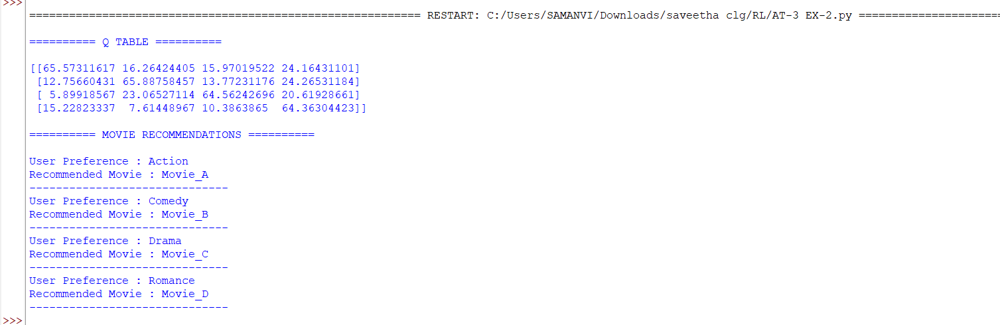 >>>
============================================================== RESTART: C:/Users/SAMANVI/Downloads/saveetha clg/RL/AT-3 EX-2.py ======================
========== Q TABLE ==========
[[65.57311617 16.26424405 15.97019522 24.16431101]
 [12.75660431 65.88758457 13.77231176 24.26531184]
 [ 5.89918567 23.06527114 64.56242696 20.61928661]
 [15.22823337  7.61448967 10.3863865  64.36304423]]
========== MOVIE RECOMMENDATIONS ==========
User Preference : Action
Recommended Movie : Movie_A
------------------------------
User Preference : Comedy
Recommended Movie : Movie_B
------------------------------
User Preference : Drama
Recommended Movie : Movie_C
------------------------------
User Preference : Romance
Recommended Movie : Movie_D
------------------------------
>>>